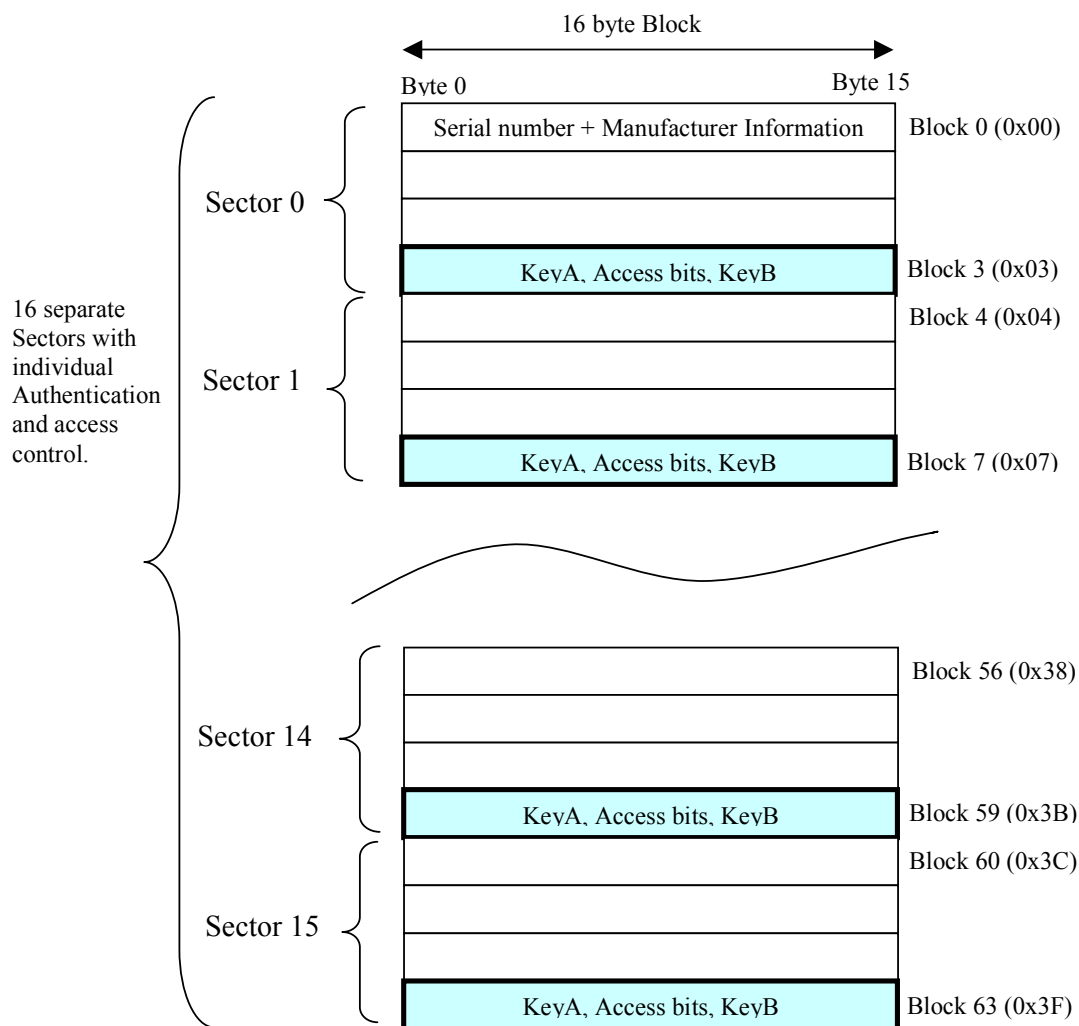 16 byte Block
Byte 0
Byte 15
Serial number + Manufacturer Information
Block 0 (0x00)
Sector 0
KeyA, Access bits, KeyB
Block 3 (0x03)
16 separate
Sectors with
individual
Authentication
and access
control.
Block 4 (0x04)
Sector 1
KeyA, Access bits, KeyB
Block 7 (0x07)
Block 56 (0x38)
Sector 14
KeyA, Access bits, KeyB
Block 59 (0x3B)
Block 60 (0x3C)
Sector 15
KeyA, Access bits, KeyB
Block 63 (0x3F)